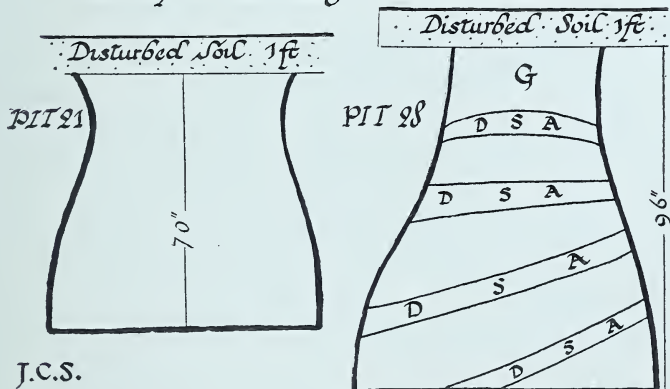 Disturbed Soil 1ft
PIT 21
70"
J.C.S.
Disturbed Soil 1ft
G
PIT 28
D S A
D S A
D S A
D S A
96"